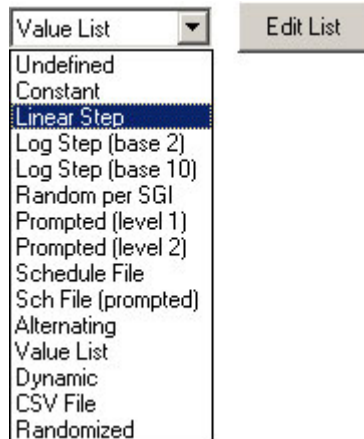 Value List
Edit List
Undefined
Constant
Linear Step
Log Step (base 2)
Log Step (base 10)
Random per SGI
Prompted (level 1)
Prompted (level 2)
Schedule File
Sch File (prompted)
Alternating
Value List
Dynamic
CSV File
Randomized